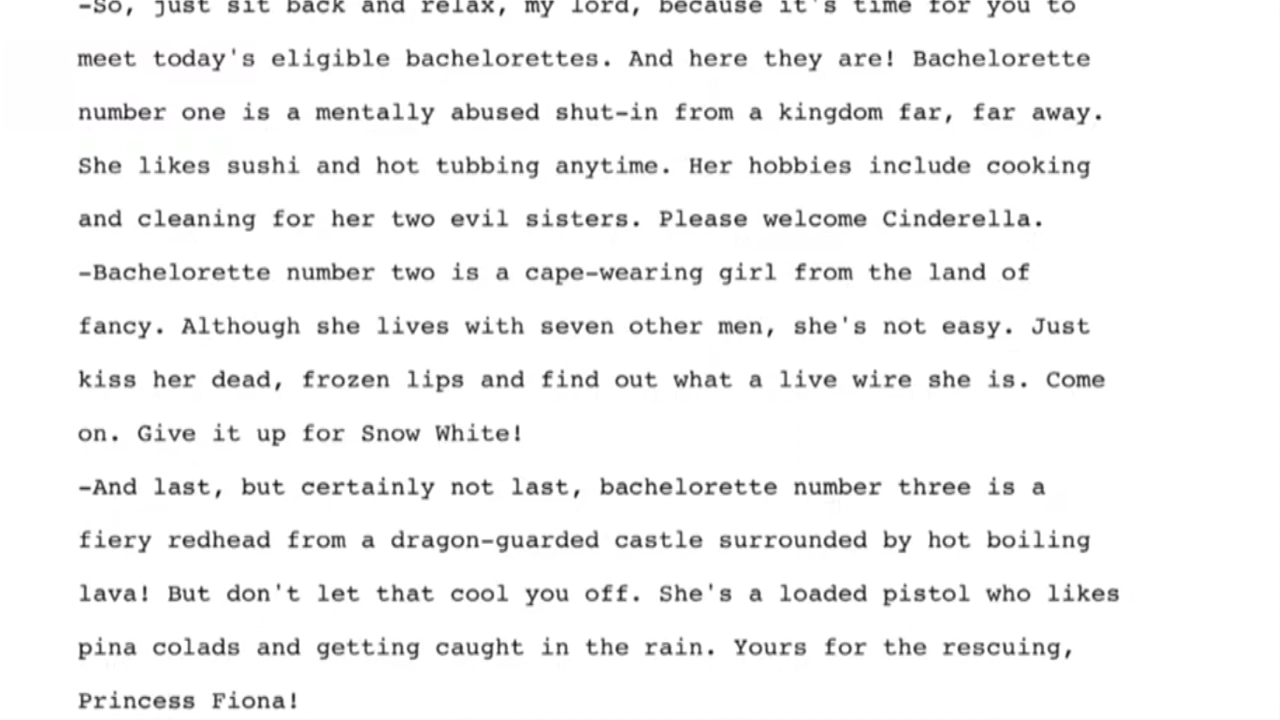 -So, just sit back and relax, my lord, because it's time for you to
meet today's eligible bachelorettes. And here they are! Bachelorette
number one is a mentally abused shut-in from a kingdom far, far away.
She likes sushi and hot tubbing anytime. Her hobbies include cooking
and cleaning for her two evil sisters. Please welcome Cinderella.
-Bachelorette number two is a cape-wearing girl from the land of
fancy. Although she lives with seven other men, she's not easy. Just
kiss her dead, frozen lips and find out what a live wire she is. Come
on. Give it up for Snow White!
-And last, but certainly not last, bachelorette number three is a
fiery redhead from a dragon-guarded castle surrounded by hot boiling
lava! But don't let that cool you off. She's a loaded pistol who likes
pina colads and getting caught in the rain. Yours for the rescuing,
Princess Fiona!